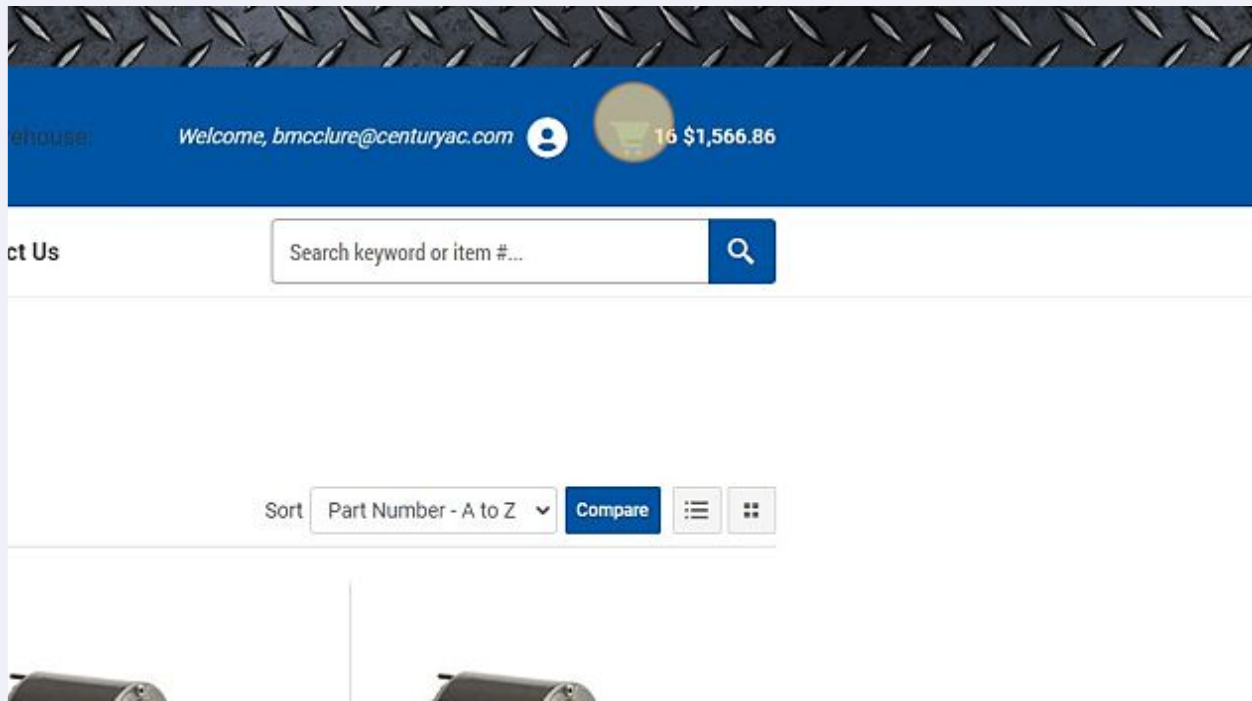 ehouse:
Welcome, bmcclure@centuryac.com
16 $1,566.86
ct Us
Search keyword or item #...
Sort Part Number - A to Z Compare